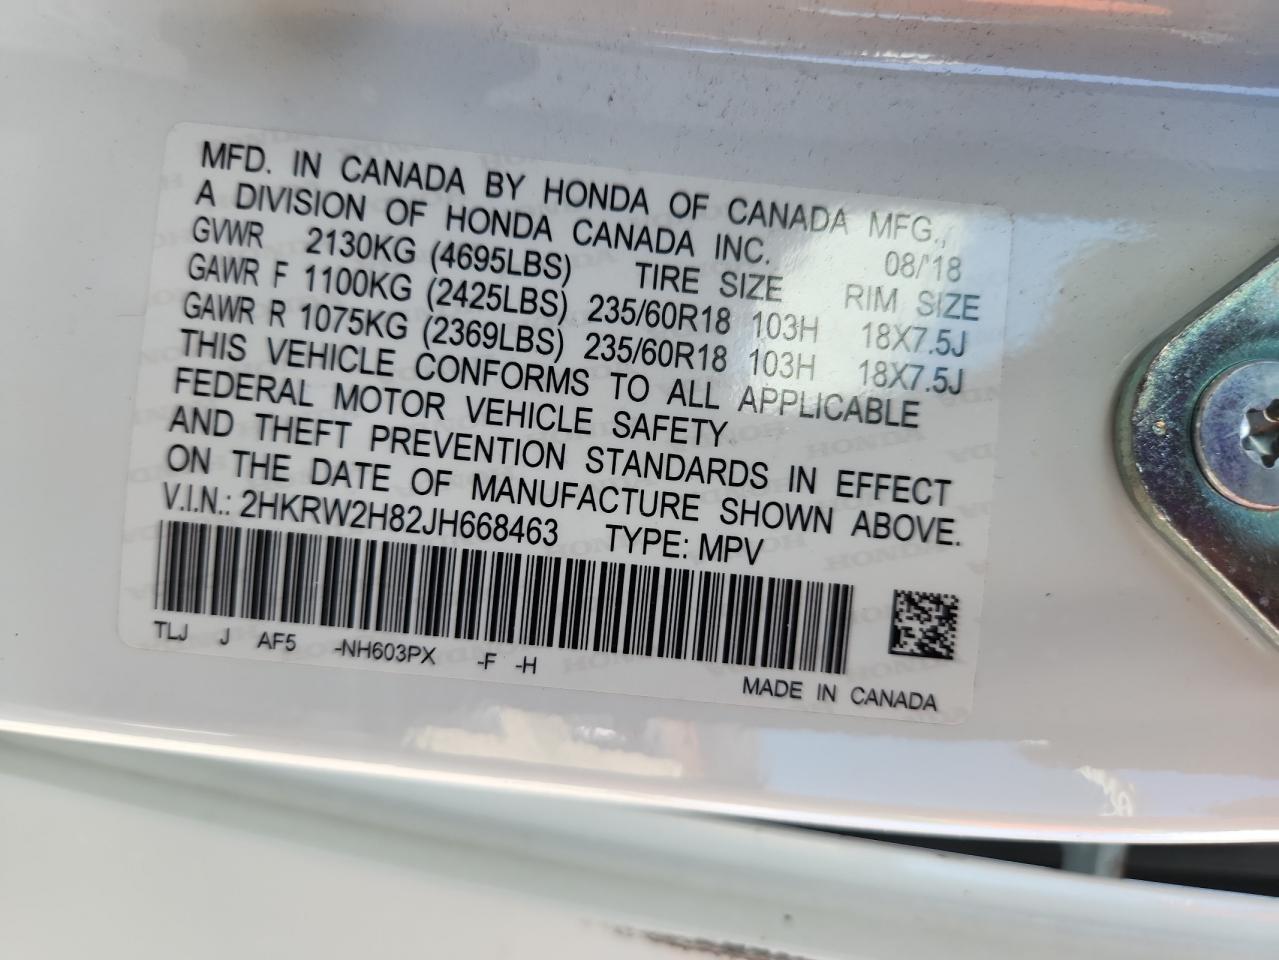 MFD. IN CANADA BY HONDA OF CANADA MFG.,
A DIVISION OF HONDA CANADA INC. 08/'18
GVWR 2130KG (4695LBS) TIRE SIZE RIM SIZE
GAWR F 1100KG (2425LBS) 235/60R18 103H 18X7.5J
GAWR R 1075KG (2369LBS) 235/60R18 103H 18X7.5J
THIS VEHICLE CONFORMS TO ALL APPLICABLE
FEDERAL MOTOR VEHICLE SAFETY
AND THEFT PREVENTION STANDARDS IN EFFECT
ON THE DATE OF MANUFACTURE SHOWN ABOVE.
V.I.N.: 2HKRW2H82JH668463 TYPE: MPV
TLJ J AF5 -NH603PX -F -H
MADE IN CANADA